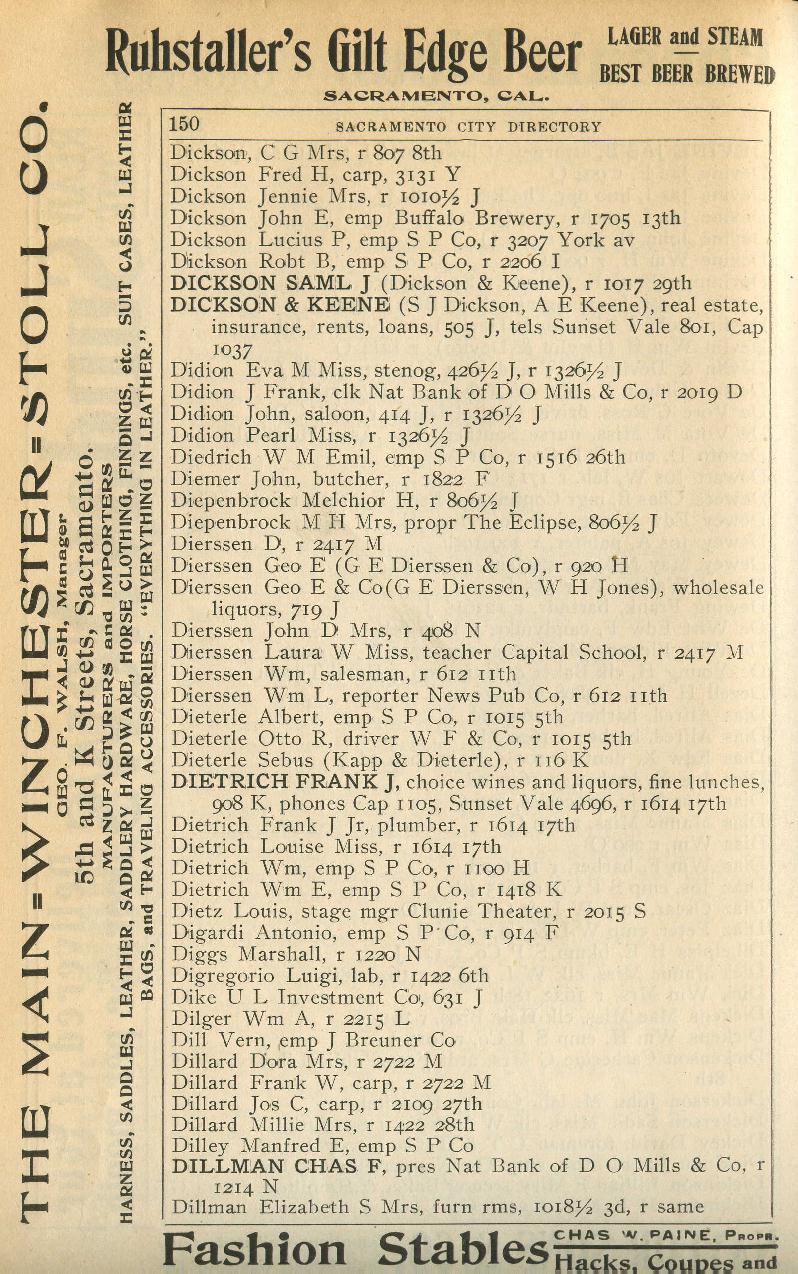 Ruhstaller's Gilt Edge Beer
LAGER and STEAM
BEST BEER BREWED
SACRAMENTO, CAL.
THE MAIN=WINCHESTER=STOLL CO.
GEO. F. WALSH, Manager
5th and K Streets, Sacramento.
MANUFACTURERS and IMPORTERS
HARNESS, SADDLES, LEATHER, SADDLERY HARDWARE, HORSE CLOTHING, FINDINGS, etc. SUIT CASES, LEATHER
BAGS, and TRAVELING ACCESSORIES. "EVERYTHING IN LEATHER."
150 SACRAMENTO CITY DIRECTORY
Dickson, C G Mrs, r 807 8th
Dickson Fred H, carp, 3131 Y
Dickson Jennie Mrs, r 1010½ J
Dickson John E, emp Buffalo Brewery, r 1705 13th
Dickson Lucius P, emp S P Co, r 3207 York av
Dickson Robt B, emp S P Co, r 2206 I
DICKSON SAML J (Dickson & Keene), r 1017 29th
DICKSON & KEENE (S J Dickson, A E Keene), real estate,
insurance, rents, loans, 505 J, tels Sunset Vale 801, Cap
1037
Didion Eva M Miss, stenog, 426½ J, r 1326½ J
Didion J Frank, clk Nat Bank of D O Mills & Co, r 2019 D
Didion John, saloon, 414 J, r 1326½ J
Didion Pearl Miss, r 1326½ J
Diedrich W M Emil, emp S P Co, r 1516 26th
Diemer John, butcher, r 1822 F
Diepenbrock Melchior H, r 806½ J
Diepenbrock M H Mrs, propr The Eclipse, 806½ J
Dierssen D, r 2417 M
Dierssen Geo E (G E Dierssen & Co), r 920 H
Dierssen Geo E & Co(G E Dierssen, W H Jones), wholesale
liquors, 719 J
Dierssen John D Mrs, r 408 N
Dierssen Laura W Miss, teacher Capital School, r 2417 M
Dierssen Wm, salesman, r 612 11th
Dierssen Wm L, reporter News Pub Co, r 612 11th
Dieterle Albert, emp S P Co, r 1015 5th
Dieterle Otto R, driver W F & Co, r 1015 5th
Dieterle Sebus (Kapp & Dieterle), r 116 K
DIETRICH FRANK J, choice wines and liquors, fine lunches,
908 K, phones Cap 1105, Sunset Vale 4696, r 1614 17th
Dietrich Frank J Jr, plumber, r 1614 17th
Dietrich Louise Miss, r 1614 17th
Dietrich Wm, emp S P Co, r 1100 H
Dietrich Wm E, emp S P Co, r 1418 K
Dietz Louis, stage mgr Clunie Theater, r 2015 S
Digardi Antonio, emp S P Co, r 914 F
Diggs Marshall, r 1220 N
Digregorio Luigi, lab, r 1422 6th
Dike U L Investment Co, 631 J
Dilger Wm A, r 2215 L
Dill Vern, emp J Breuner Co
Dillard Dora Mrs, r 2722 M
Dillard Frank W, carp, r 2722 M
Dillard Jos C, carp, r 2109 27th
Dillard Millie Mrs, r 1422 28th
Dilley Manfred E, emp S P Co
DILLMAN CHAS F, pres Nat Bank of D O Mills & Co, r
1214 N
Dillman Elizabeth S Mrs, furn rms, 1018½ 3d, r same
Fashion Stables
CHAS W. PAINE, PROPR.
Hacks, Coupes and